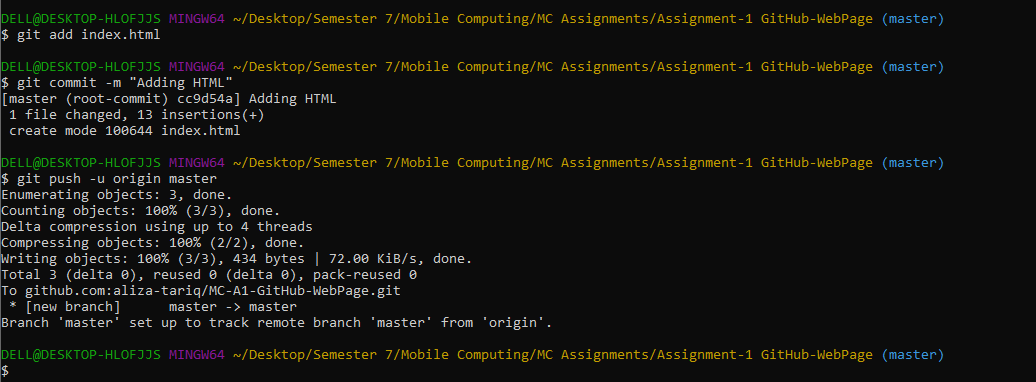 DELL@DESKTOP-HLOFJJS MINGW64 ~/Desktop/Semester 7/Mobile Computing/MC Assignments/Assignment-1 GitHub-WebPage (master)
$ git add index.html
DELL@DESKTOP-HLOFJJS MINGW64 ~/Desktop/Semester 7/Mobile Computing/MC Assignments/Assignment-1 GitHub-WebPage (master)
$ git commit -m "Adding HTML"
[master (root-commit) cc9d54a] Adding HTML
 1 file changed, 13 insertions(+)
 create mode 100644 index.html
DELL@DESKTOP-HLOFJJS MINGW64 ~/Desktop/Semester 7/Mobile Computing/MC Assignments/Assignment-1 GitHub-WebPage (master)
$ git push -u origin master
Enumerating objects: 3, done.
Counting objects: 100% (3/3), done.
Delta compression using up to 4 threads
Compressing objects: 100% (2/2), done.
Writing objects: 100% (3/3), 434 bytes | 72.00 KiB/s, done.
Total 3 (delta 0), reused 0 (delta 0), pack-reused 0
To github.com:aliza-tariq/MC-A1-GitHub-WebPage.git
 * [new branch]      master -> master
Branch 'master' set up to track remote branch 'master' from 'origin'.
DELL@DESKTOP-HLOFJJS MINGW64 ~/Desktop/Semester 7/Mobile Computing/MC Assignments/Assignment-1 GitHub-WebPage (master)
$